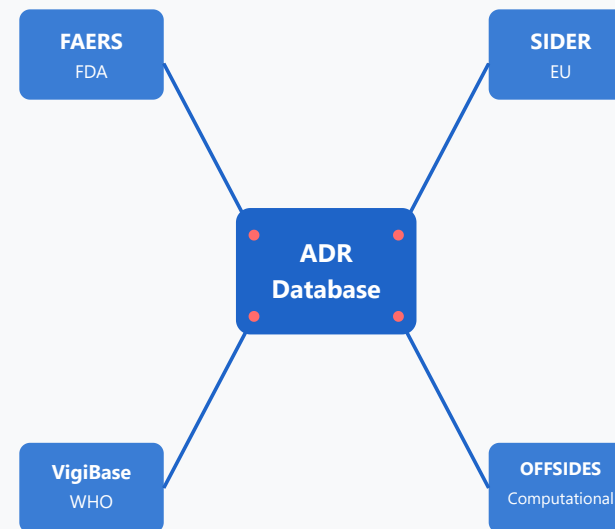 FAERS
FDA
SIDER
EU
ADR
Database
VigiBase
WHO
OFFSIDES
Computational